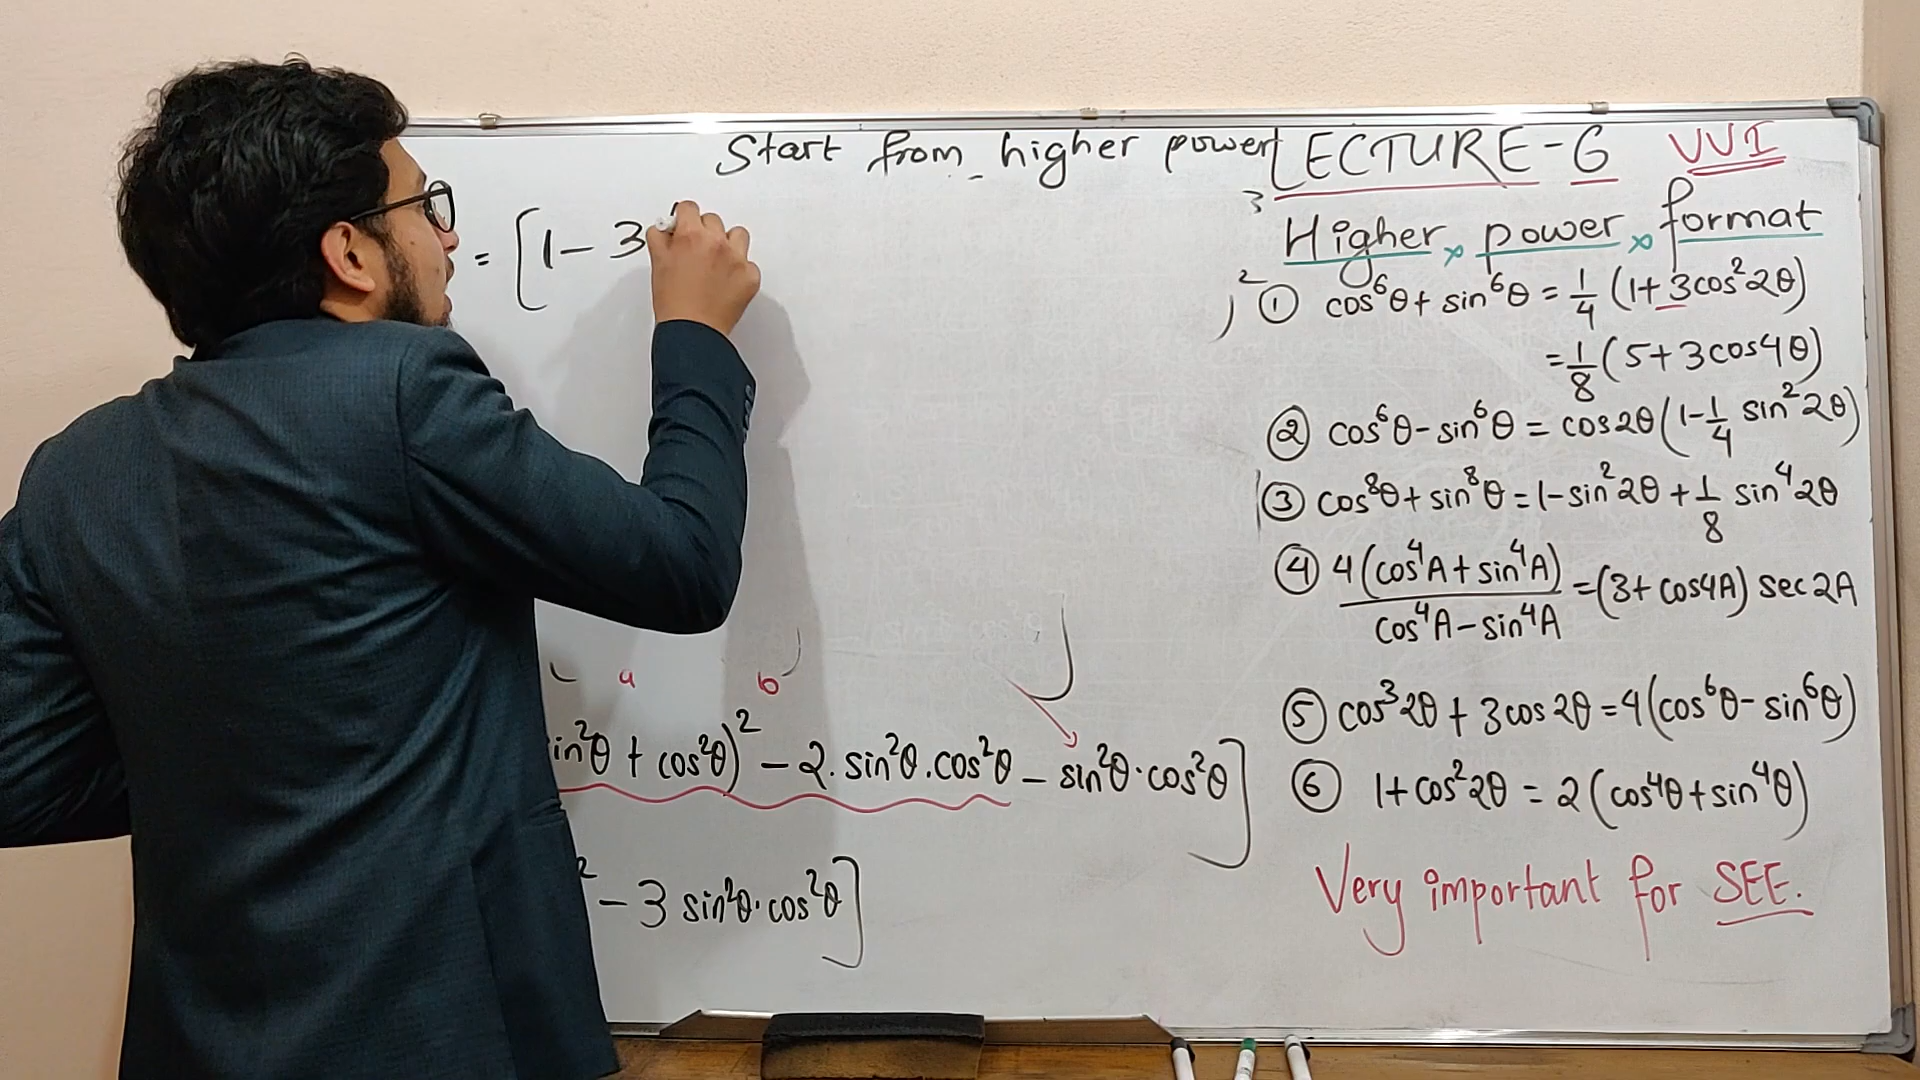 Start from higher power
LECTURE-6 VVI
= [1 - 3
3
Higher power format
2
) ① cos⁶θ + sin⁶θ = 1/4 (1 + 3cos²2θ)
= 1/8 (5 + 3cos4θ)
② cos⁶θ - sin⁶θ = cos2θ (1 - 1/4 sin²2θ)
③ cos⁸θ + sin⁸θ = 1 - sin²2θ + 1/8 sin⁴2θ
④ 4(cos⁴A + sin⁴A) / cos⁴A - sin⁴A = (3 + cos4A) sec2A
⑤ cos³2θ + 3cos2θ = 4(cos⁶θ - sin⁶θ)
⑥ 1 + cos²2θ = 2(cos⁴θ + sin⁴θ)
Very important for SEE.
a b
in²θ + cos²θ)² - 2.sin²θ.cos²θ - sin²θ.cos²θ]
² - 3 sin²θ.cos²θ]